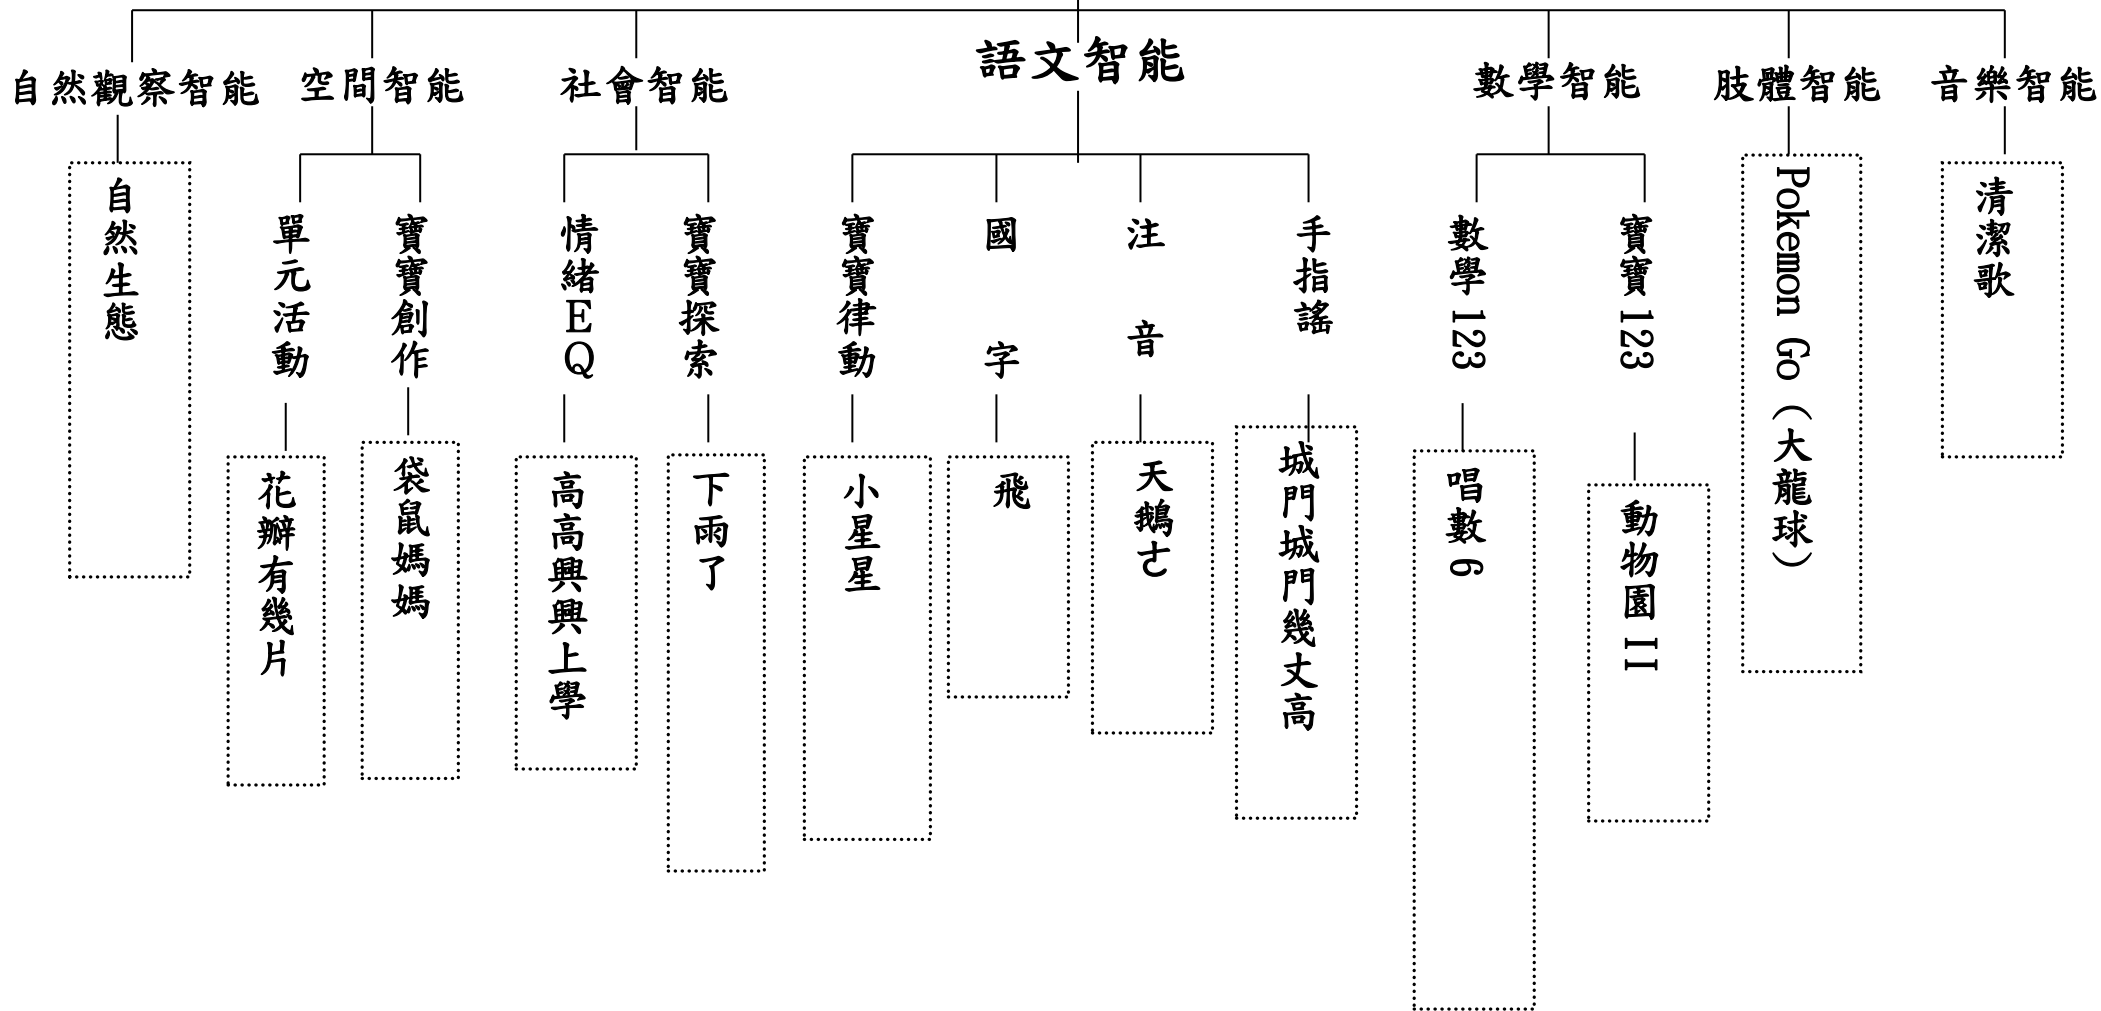 自然觀察智能
空間智能
社會智能
語文智能
數學智能
肢體智能
音樂智能
自然生態
單元活動
寶寶創作
情緒EQ
寶寶探索
寶寶律動
國字
注音
手指謠
數學123
寶寶123
Pokemon Go（大龍球）
清潔歌
花瓣有幾片
袋鼠媽媽
高高興興上學
下雨了
小星星
飛
天鵝ㄜ
城門城門幾丈高
唱數6
動物園II